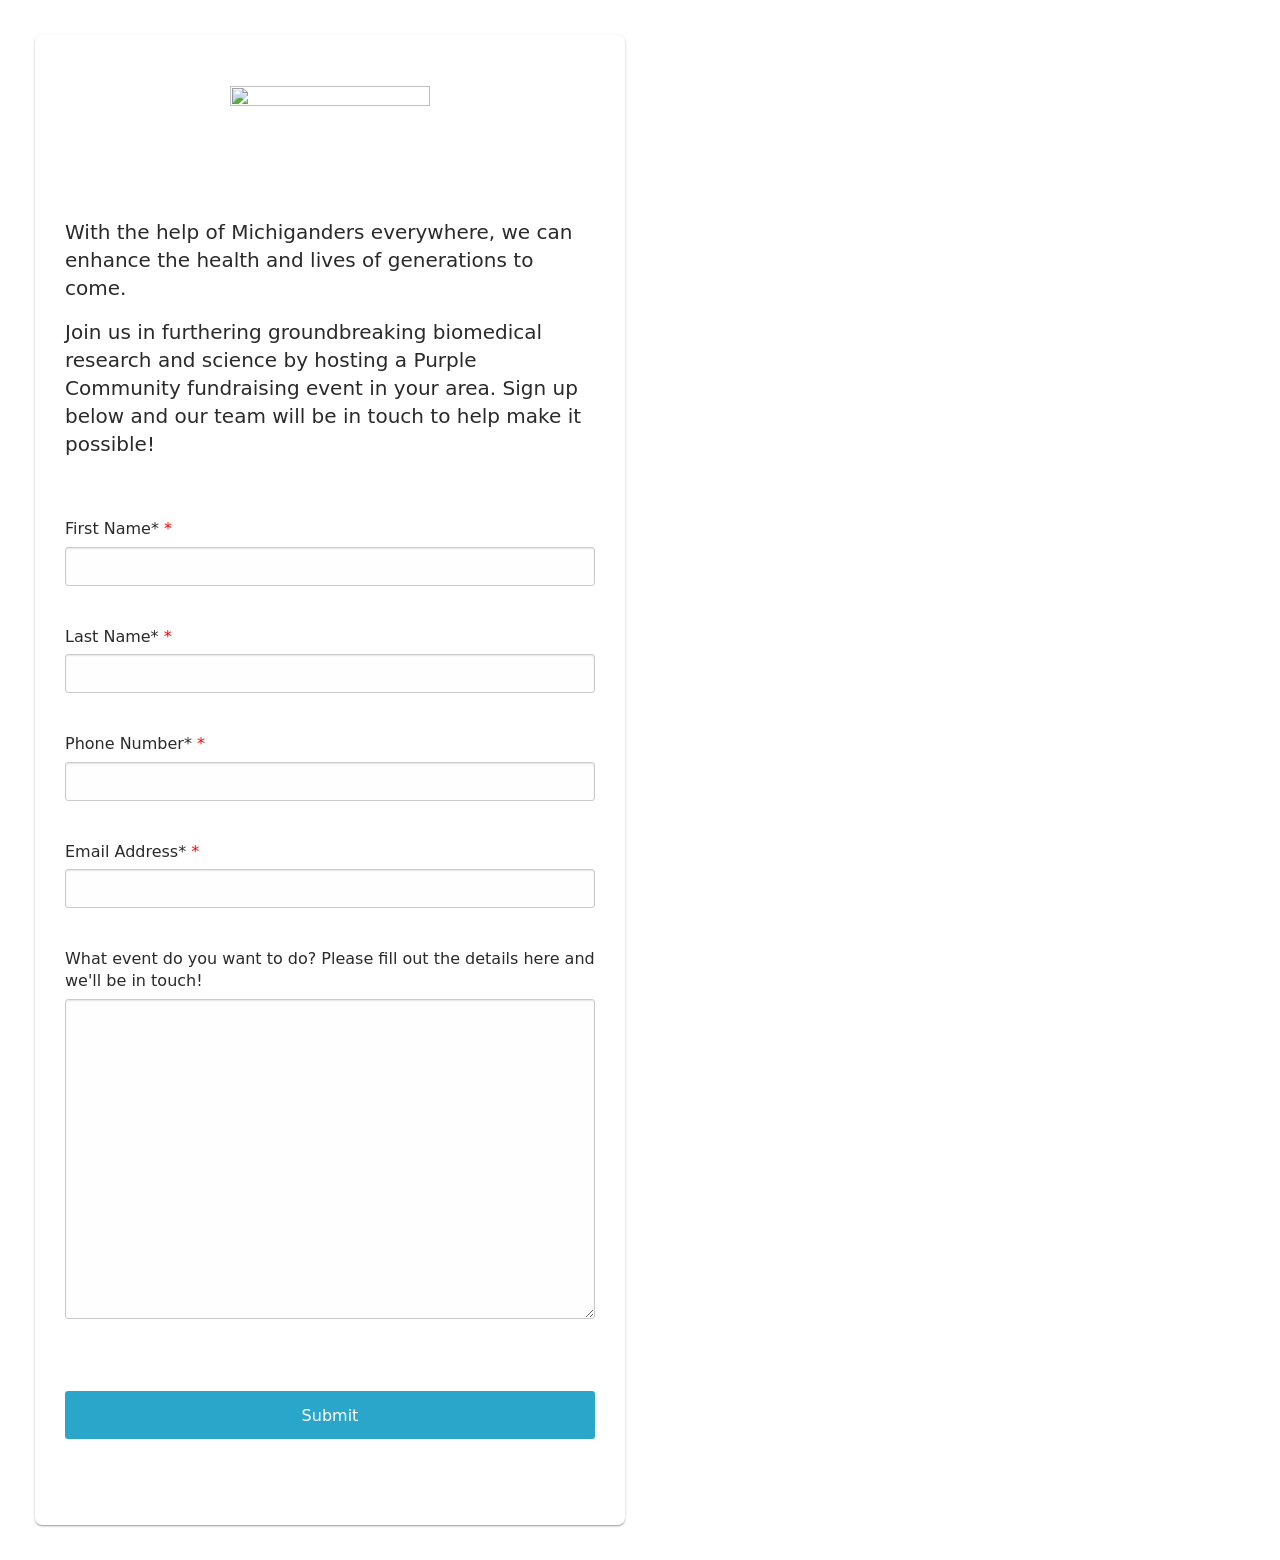 With the help of Michiganders everywhere, we can
enhance the health and lives of generations to
come.
Join us in furthering groundbreaking biomedical
research and science by hosting a Purple
Community fundraising event in your area. Sign up
below and our team will be in touch to help make it
possible!
First Name* *
Last Name* *
Phone Number* *
Email Address* *
What event do you want to do? Please fill out the details here and
we'll be in touch!
Submit